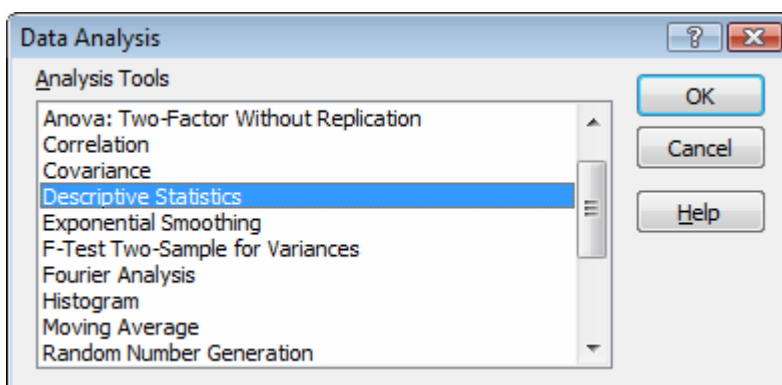 Data Analysis
Analysis Tools
Anova: Two-Factor Without Replication
Correlation
Covariance
Descriptive Statistics
Exponential Smoothing
F-Test Two-Sample for Variances
Fourier Analysis
Histogram
Moving Average
Random Number Generation
OK
Cancel
Help